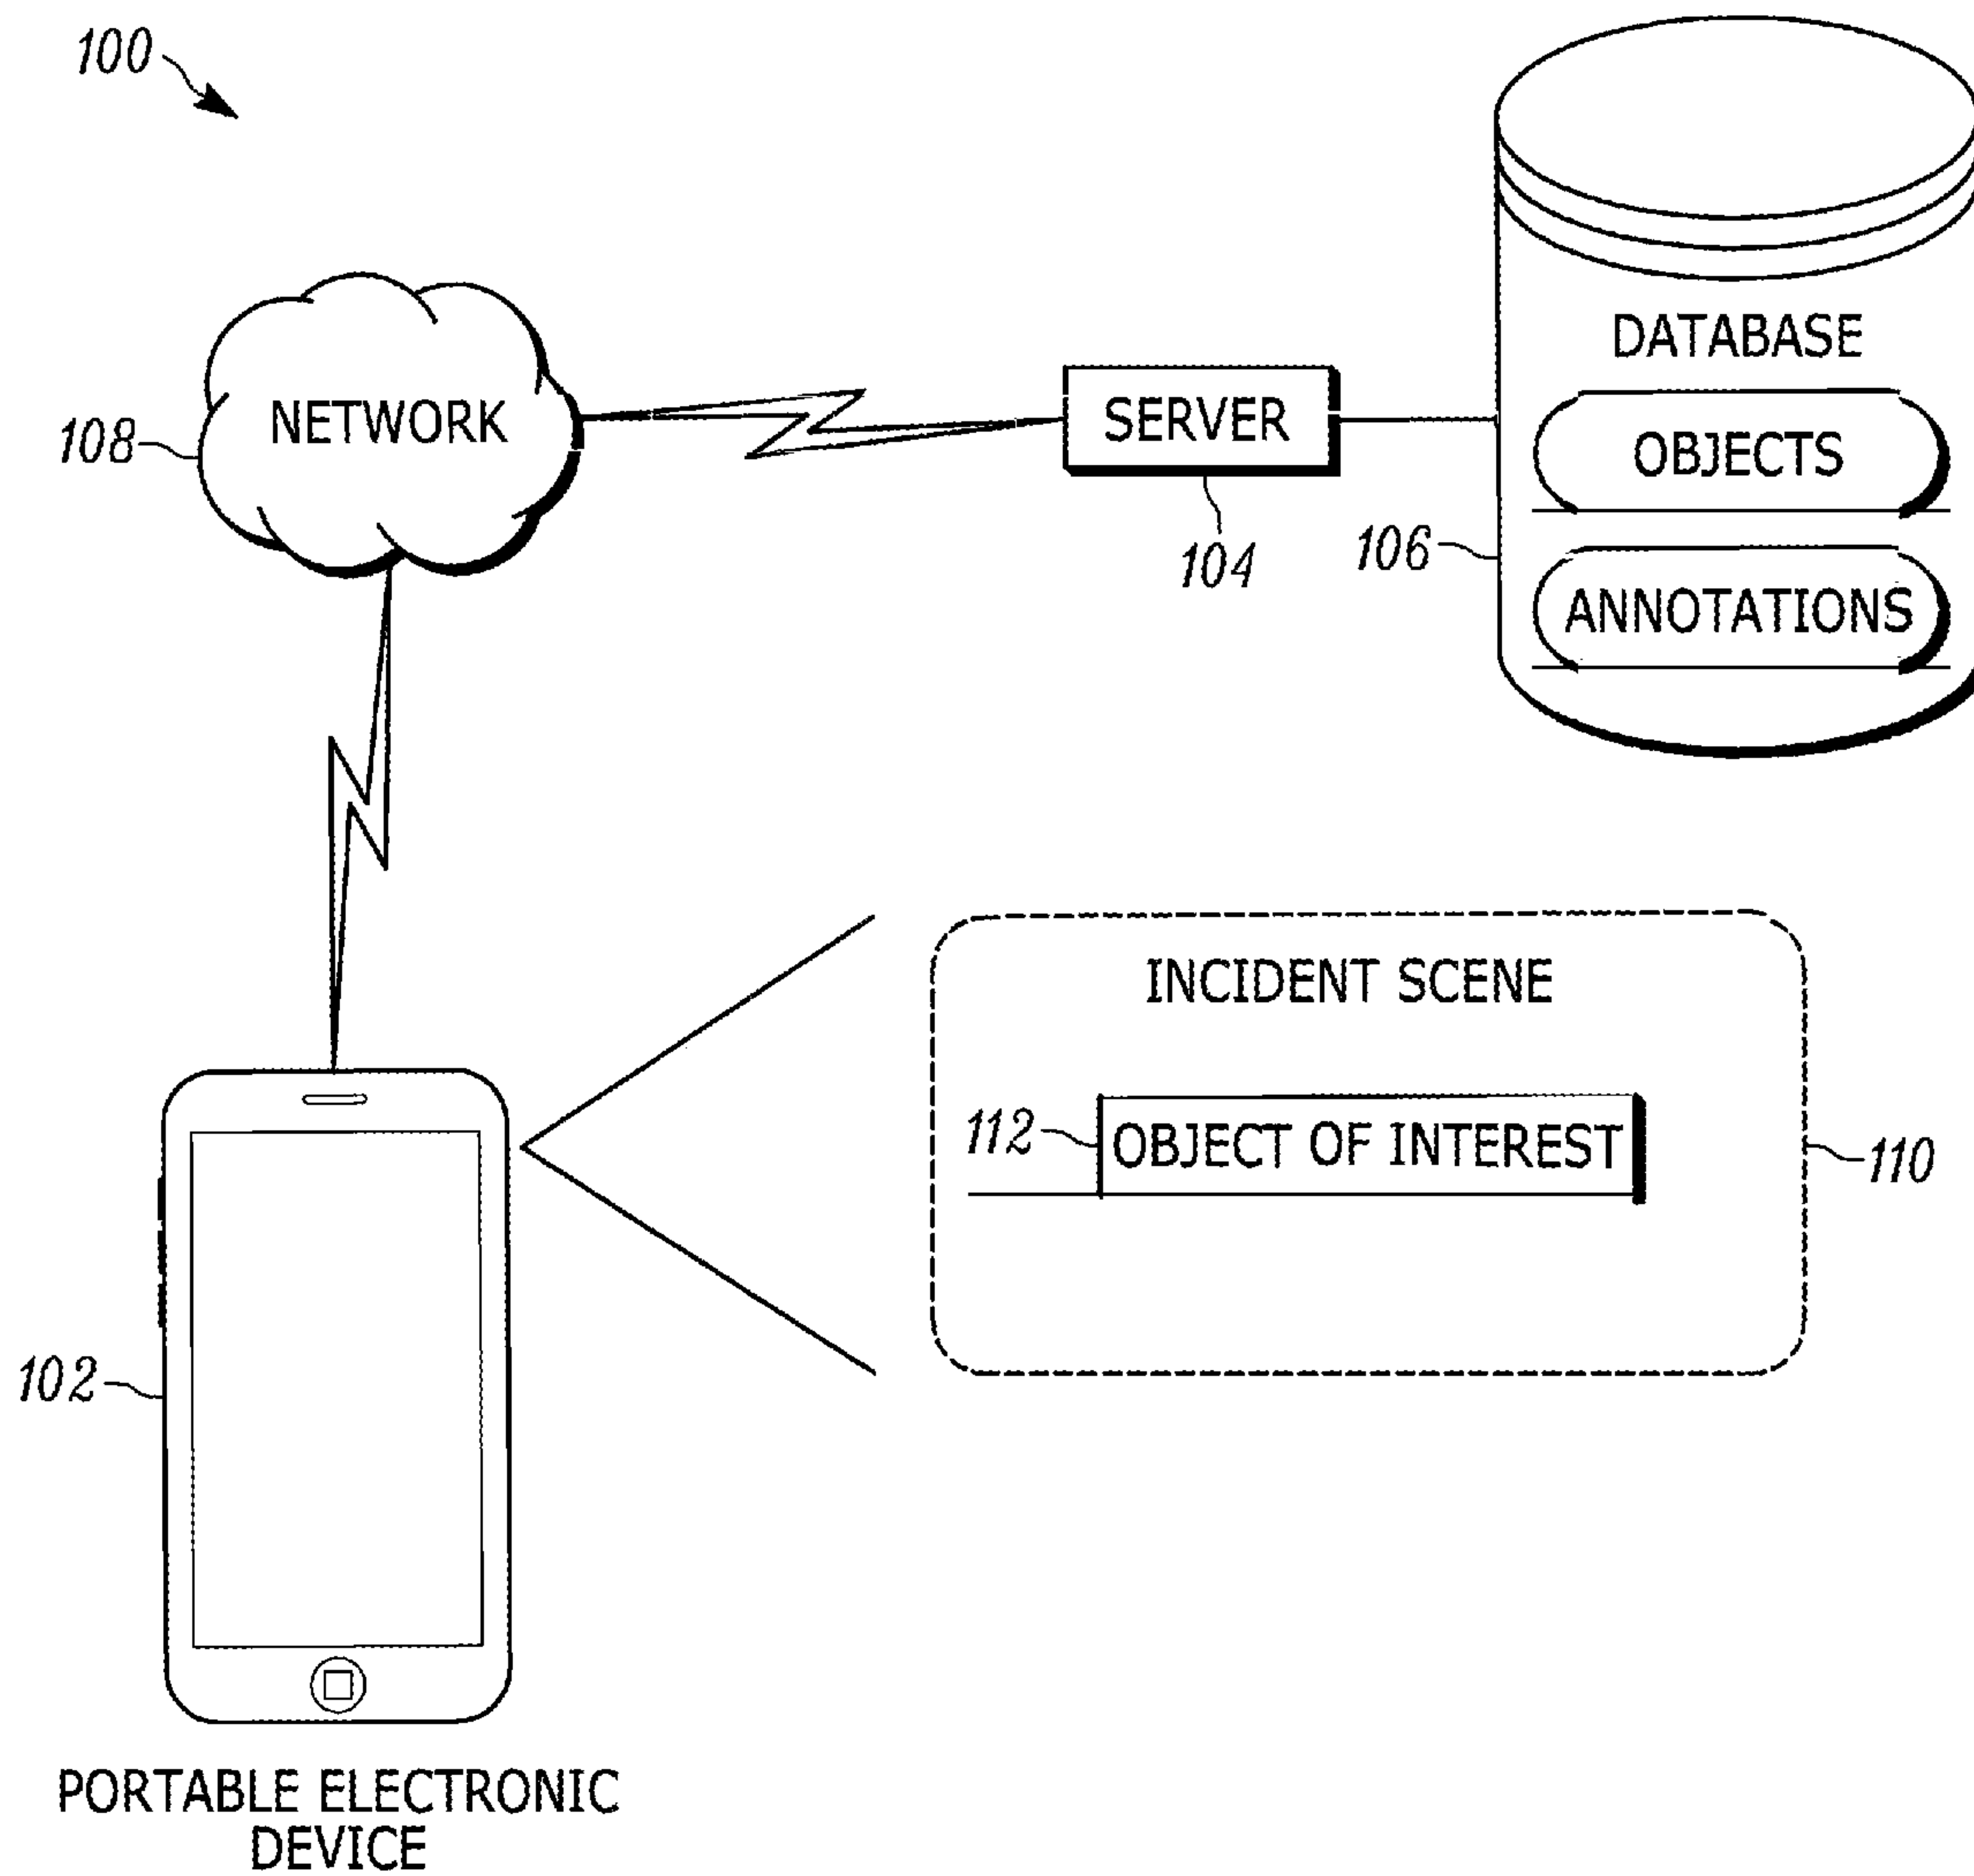 100
DATABASE
NETWORK
108
SERVER
OBJECTS
104
106
ANNOTATIONS
INCIDENT SCENE
112
OBJECT OF INTEREST
110
102
PORTABLE ELECTRONIC
DEVICE